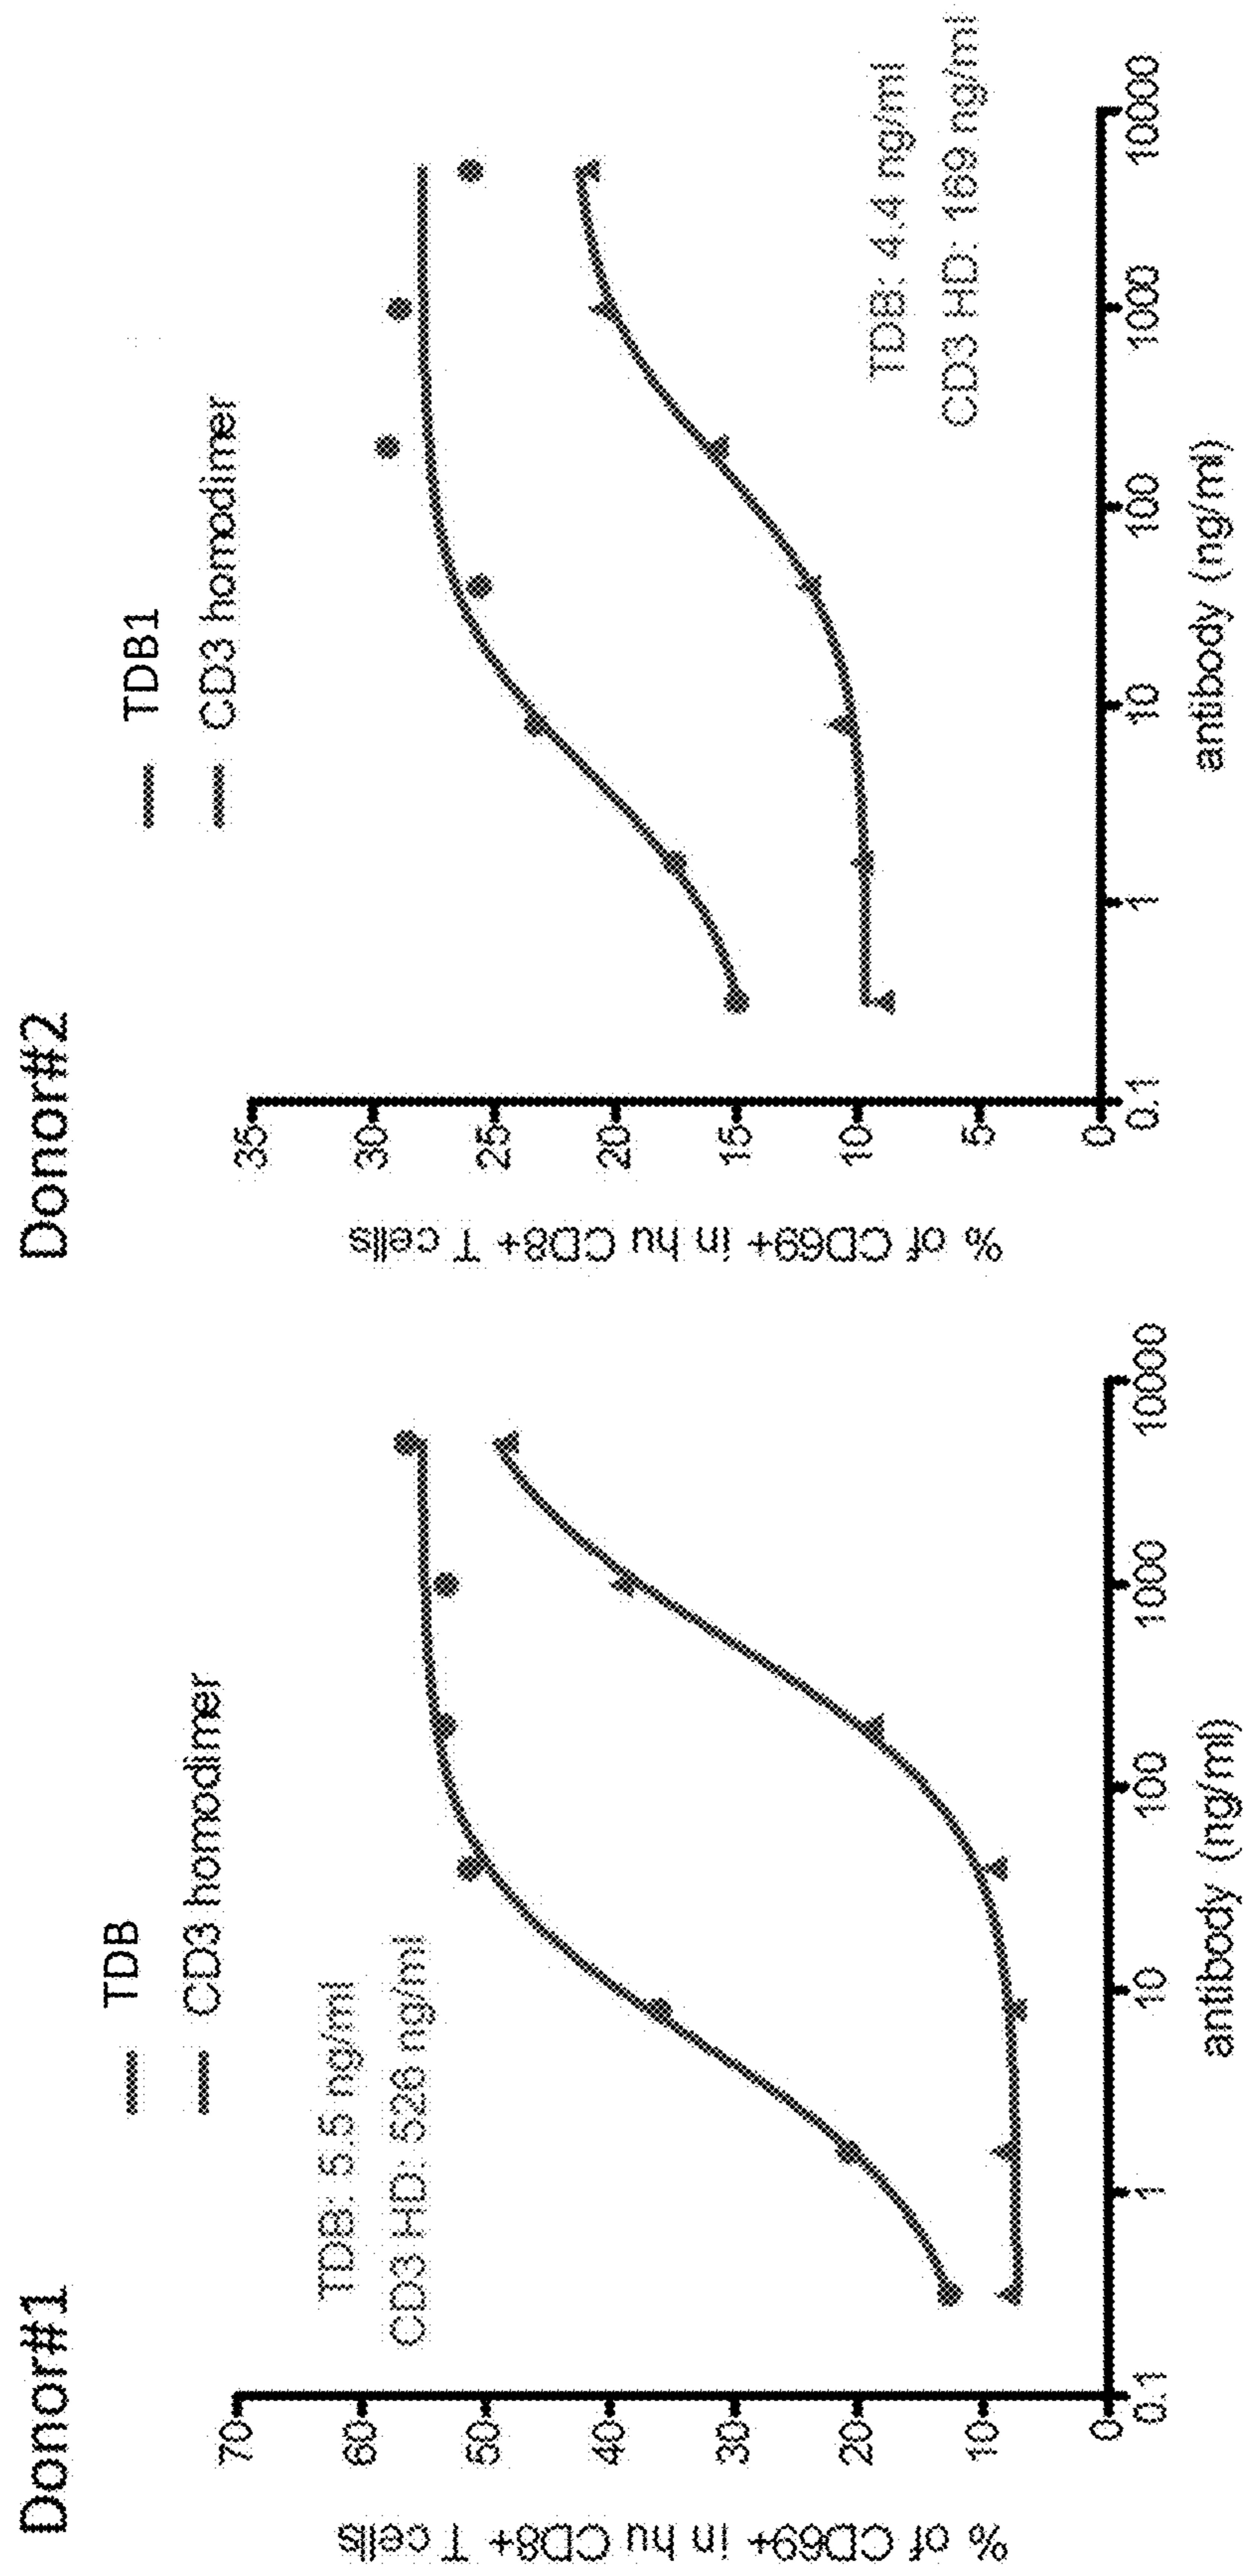 Donor#1
TDB
CD3 homodimer
TDB: 5.5 ng/ml
CD3 HD: 526 ng/ml
% of CD69+ in hu CD8+ T cells
70
60
50
40
30
20
10
0
0.1
1
10
100
1000
10000
antibody (ng/ml)
Donor#2
TDB1
CD3 homodimer
% of CD69+ in hu CD8+ T cells
35
30
25
20
15
10
5
0
0.1
1
10
100
1000
10000
TDB: 4.4 ng/ml
CD3 HD: 169 ng/ml
antibody (ng/ml)